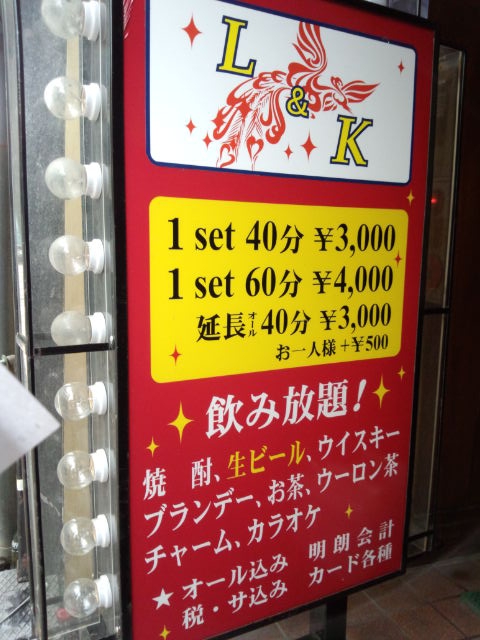 L & K
1 set 40分 ¥3,000
1 set 60分 ¥4,000
延長オール40分 ¥3,000
お一人様+¥500
飲み放題!
焼 酎、生ビール、ウイスキー
ブランデー、お茶、ウーロン茶
チャーム、カラオケ
★ オール込み 明朗会計
税・サ込み カード各種